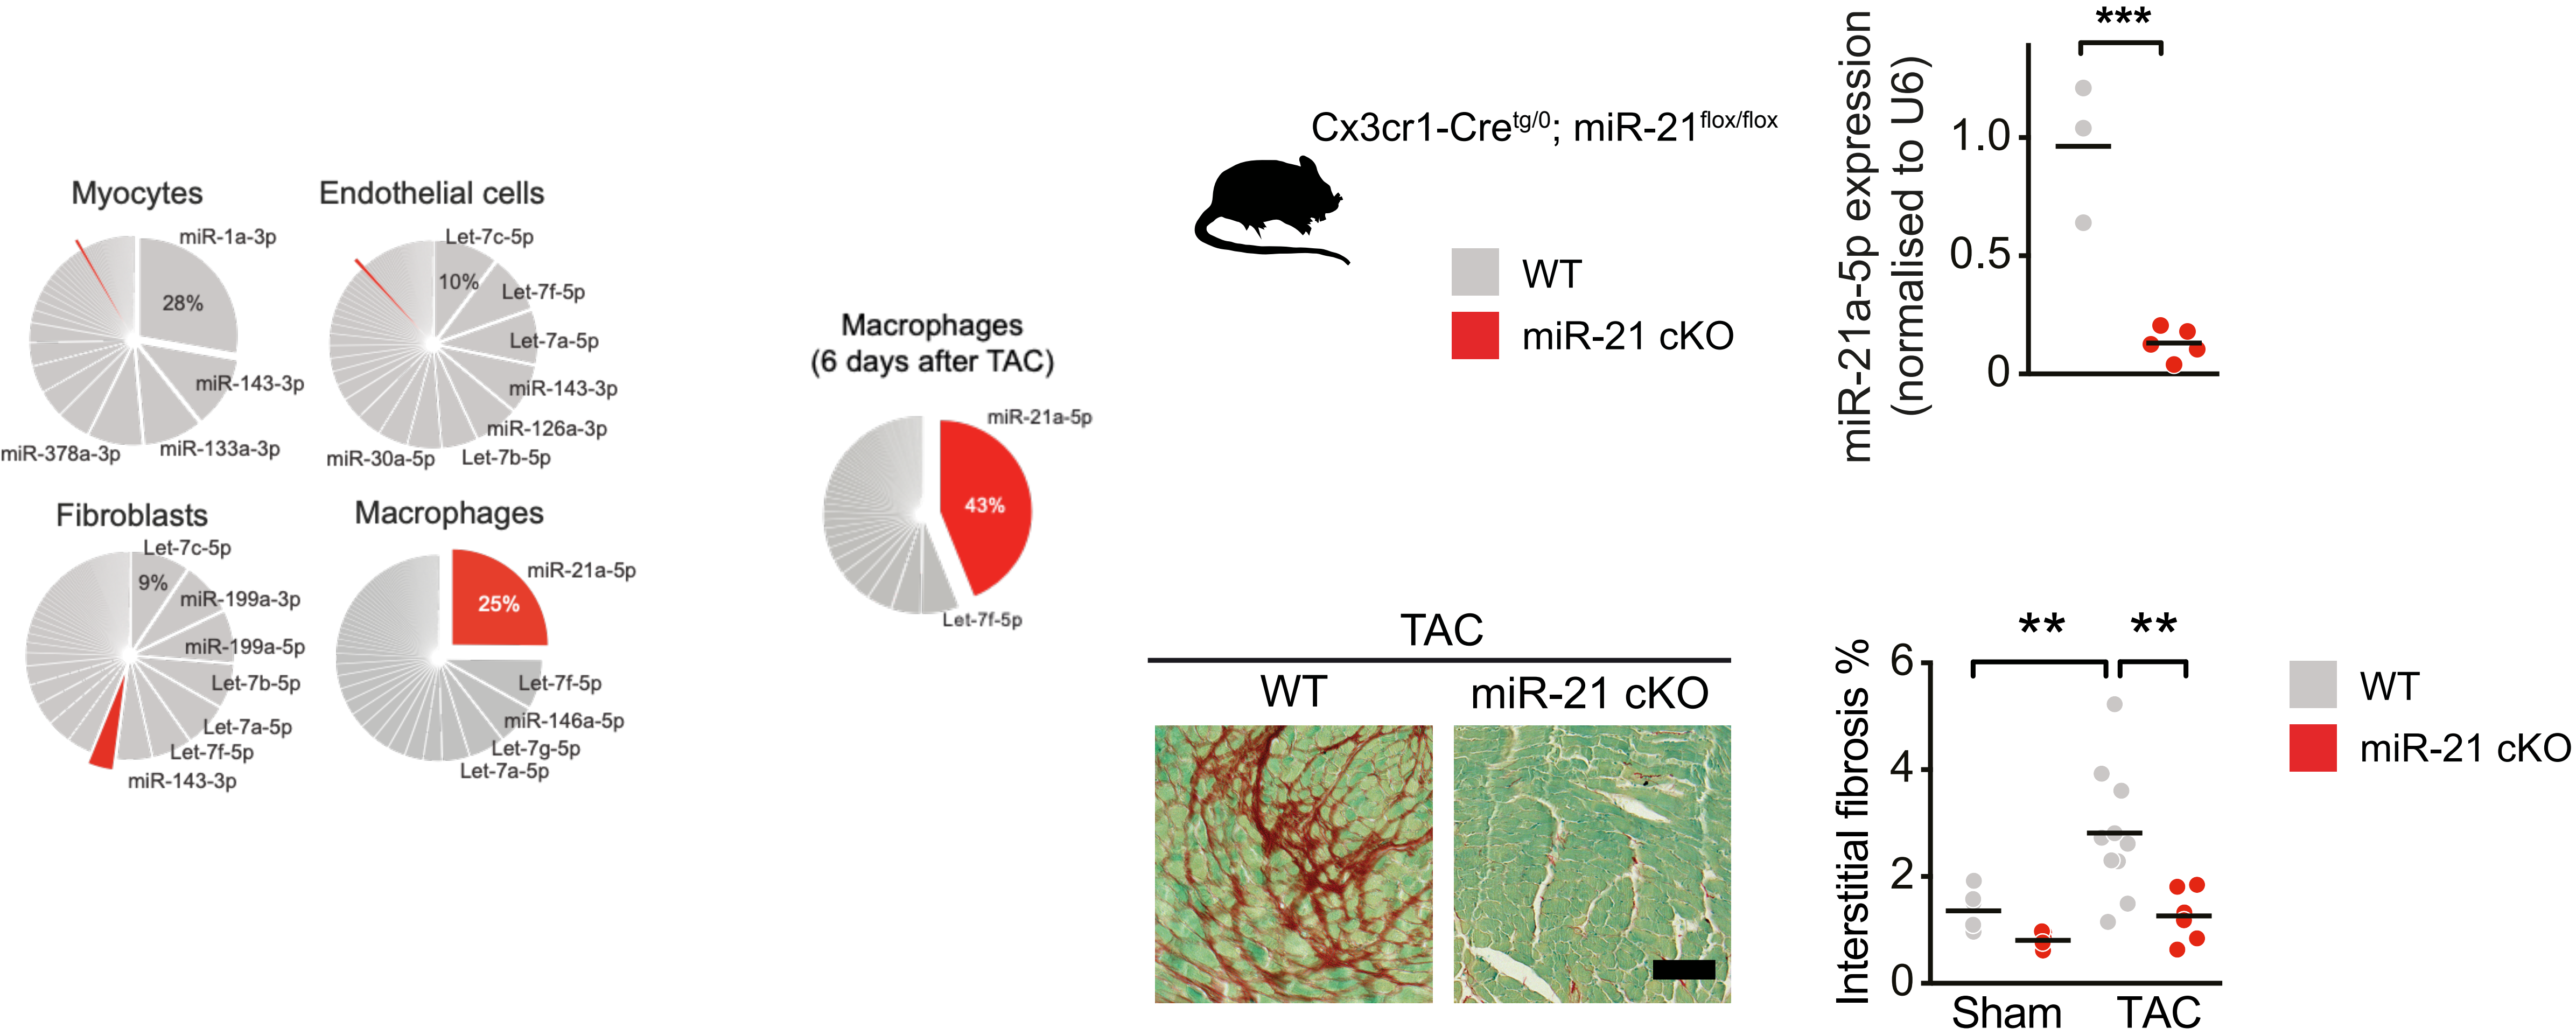 Myocytes
miR-1a-3p
28%
miR-143-3p
miR-133a-3p
miR-378a-3p
Endothelial cells
Let-7c-5p
10%
Let-7f-5p
Let-7a-5p
miR-143-3p
miR-126a-3p
Let-7b-5p
miR-30a-5p
Fibroblasts
Let-7c-5p
9%
miR-199a-3p
miR-199a-5p
Let-7b-5p
Let-7a-5p
Let-7f-5p
miR-143-3p
Macrophages
miR-21a-5p
25%
Let-7f-5p
miR-146a-5p
Let-7g-5p
Let-7a-5p
Macrophages
(6 days after TAC)
miR-21a-5p
43%
Let-7f-5p
Cx3cr1-Cretg/0; miR-21flox/flox
WT
miR-21 cKO
miR-21a-5p expression
(normalised to U6)
***
1.0
0.5
0
TAC
WT
miR-21 cKO
Interstitial fibrosis %
** **
6
4
2
0
Sham
TAC
WT
miR-21 cKO